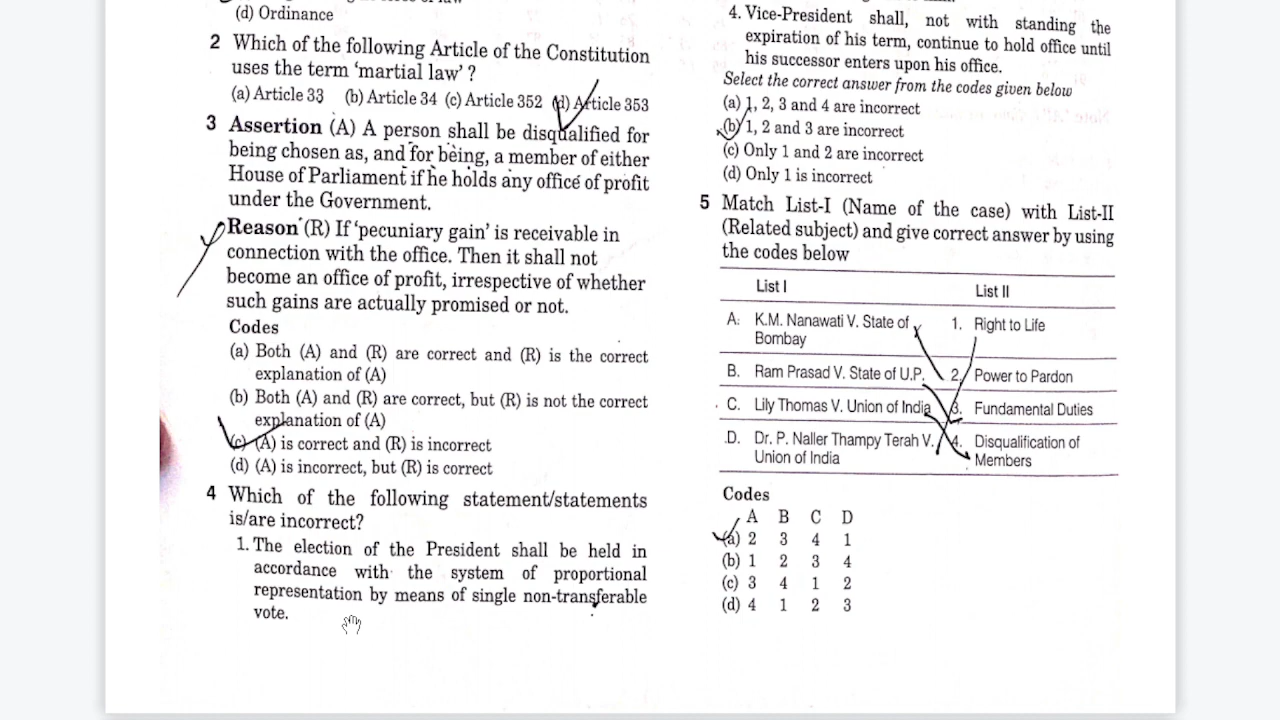 (d) Ordinance
2 Which of the following Article of the Constitution
uses the term ‘martial law’ ?
(a) Article 33 (b) Article 34 (c) Article 352 (d) Article 353
3 Assertion (A) A person shall be disqualified for
being chosen as, and for being, a member of either
House of Parliament if he holds any office of profit
under the Government.
Reason (R) If ‘pecuniary gain’ is receivable in
connection with the office. Then it shall not
become an office of profit, irrespective of whether
such gains are actually promised or not.
Codes
(a) Both (A) and (R) are correct and (R) is the correct
explanation of (A)
(b) Both (A) and (R) are correct, but (R) is not the correct
explanation of (A)
(c) (A) is correct and (R) is incorrect
(d) (A) is incorrect, but (R) is correct
4 Which of the following statement/statements
is/are incorrect?
1. The election of the President shall be held in
accordance with the system of proportional
representation by means of single non-transferable
vote.
4. Vice-President shall, not with standing the
expiration of his term, continue to hold office until
his successor enters upon his office.
Select the correct answer from the codes given below
(a) 1, 2, 3 and 4 are incorrect
(b) 1, 2 and 3 are incorrect
(c) Only 1 and 2 are incorrect
(d) Only 1 is incorrect
5 Match List-I (Name of the case) with List-II
(Related subject) and give correct answer by using
the codes below
List I List II
A. K.M. Nanawati V. State of 1. Right to Life
Bombay
B. Ram Prasad V. State of U.P. 2. Power to Pardon
C. Lily Thomas V. Union of India 3. Fundamental Duties
D. Dr. P. Naller Thampy Terah V. 4. Disqualification of
Union of India Members
Codes
A B C D
(a) 2 3 4 1
(b) 1 2 3 4
(c) 3 4 1 2
(d) 4 1 2 3